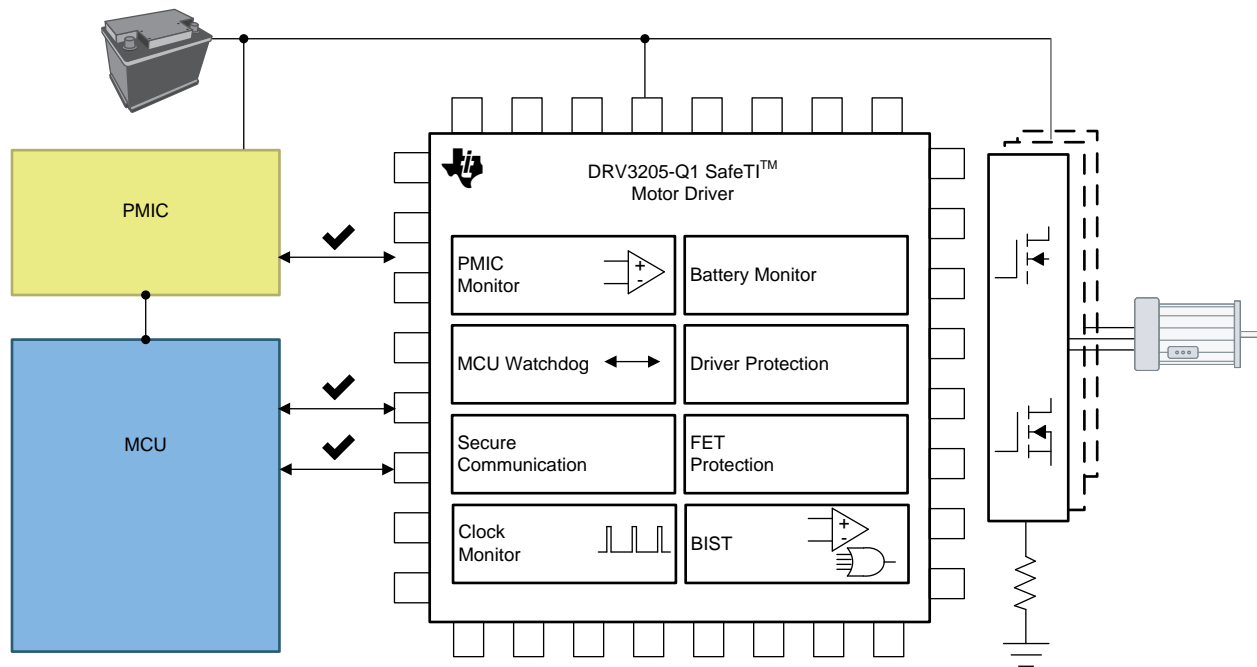 PMIC
MCU
DRV3205-Q1 SafeTI™
Motor Driver
PMIC
Monitor
+
-
Battery Monitor
MCU Watchdog
Driver Protection
Secure
Communication
FET
Protection
Clock
Monitor
BIST
+
-